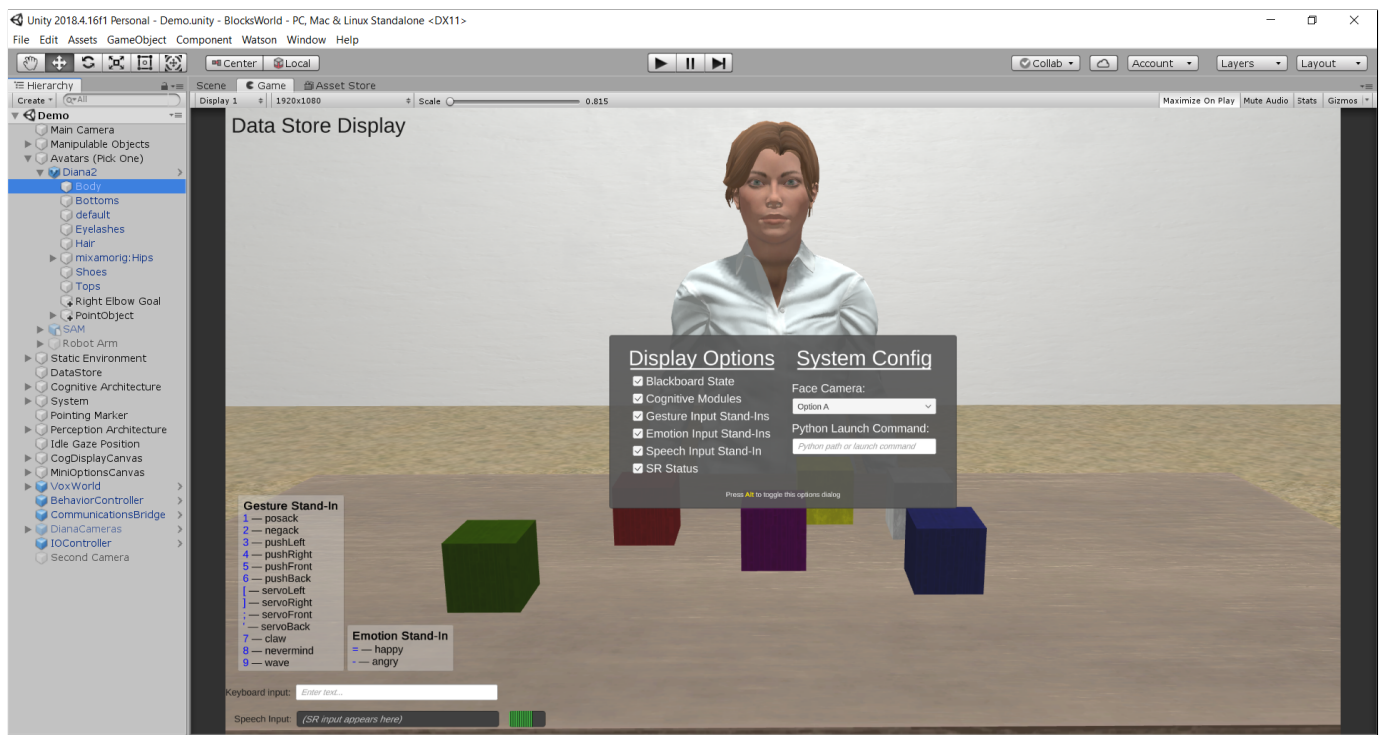 Unity 2018.4.16f1 Personal - Demo.unity - BlocksWorld - PC, Mac & Linux Standalone <DX11>
File Edit Assets GameObject Component Watson Window Help
Center Local Collab Account Layers Layout
Hierarchy
Create All
Demo
Main Camera
Manipulable Objects
Avatars (Pick One)
Diana2
Body
Bottoms
default
Eyelashes
Hair
mixamorig:Hips
Shoes
Tops
Right Elbow Goal
PointObject
SAM
Robot Arm
Static Environment
DataStore
Cognitive Architecture
System
Pointing Marker
Perception Architecture
Idle Gaze Position
CogDisplayCanvas
MiniOptionsCanvas
VoxWorld
BehaviorController
CommunicationsBridge
DianaCameras
IOController
Second Camera
Scene Game Asset Store
Display 1 1920x1080 Scale 0.815 Maximize On Play Mute Audio Stats Gizmos
Data Store Display
Display Options
Blackboard State
Cognitive Modules
Gesture Input Stand-Ins
Emotion Input Stand-Ins
Speech Input Stand-In
SR Status
System Config
Face Camera:
Option A
Python Launch Command:
Python path or launch command
Press Alt to toggle this options dialog
Gesture Stand-In
1 — posack
2 — negack
3 — pushLeft
4 — pushRight
5 — pushFront
6 — pushBack
[ — servoLeft
] — servoRight
; — servoFront
' — servoBack
7 — claw
8 — nevermind
9 — wave
Emotion Stand-In
= — happy
- — angry
Keyboard input: Enter text...
Speech Input: (SR input appears here)